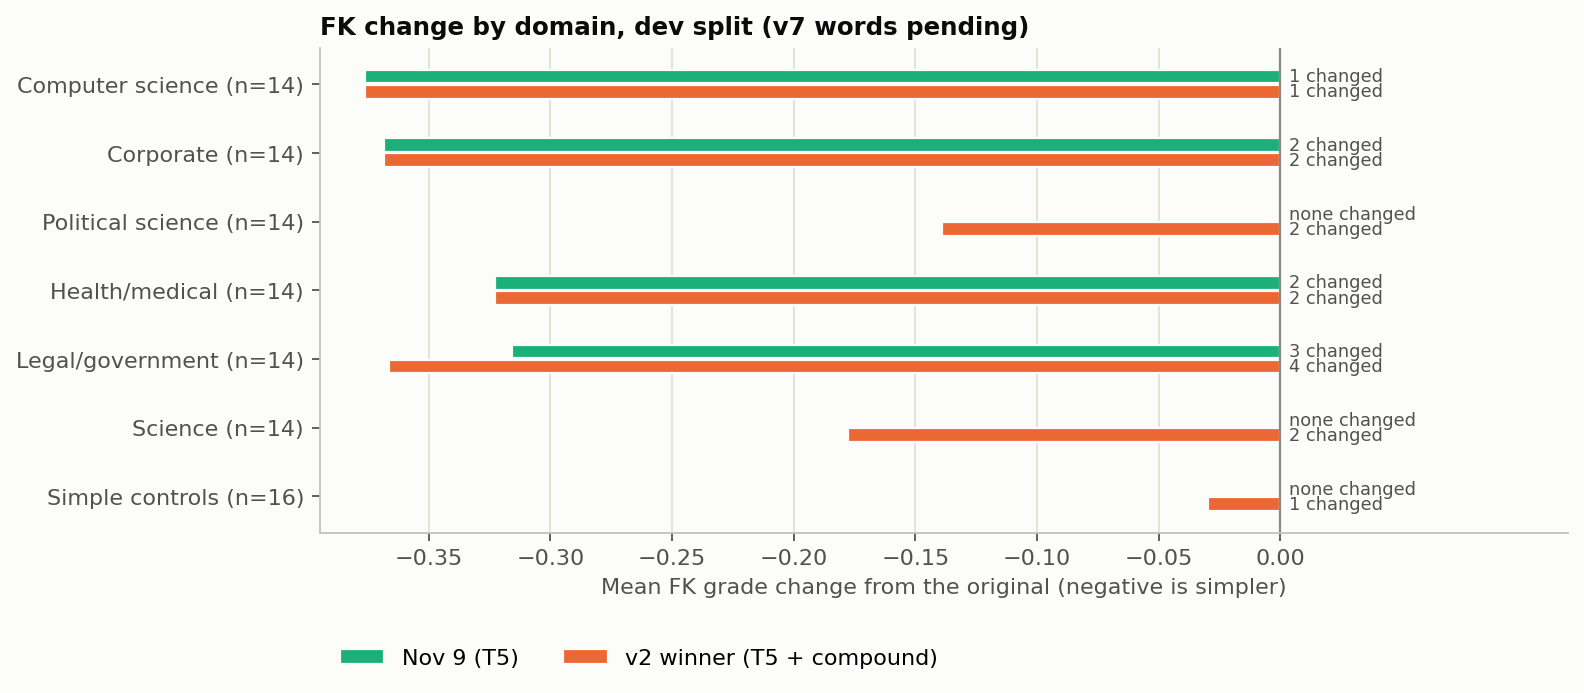 FK change by domain, dev split (v7 words pending)
Computer science (n=14)
1 changed
1 changed
Corporate (n=14)
2 changed
2 changed
Political science (n=14)
none changed
2 changed
Health/medical (n=14)
2 changed
2 changed
Legal/government (n=14)
3 changed
4 changed
Science (n=14)
none changed
2 changed
Simple controls (n=16)
none changed
1 changed
−0.35 −0.30 −0.25 −0.20 −0.15 −0.10 −0.05 0.00
Mean FK grade change from the original (negative is simpler)
Nov 9 (T5) v2 winner (T5 + compound)